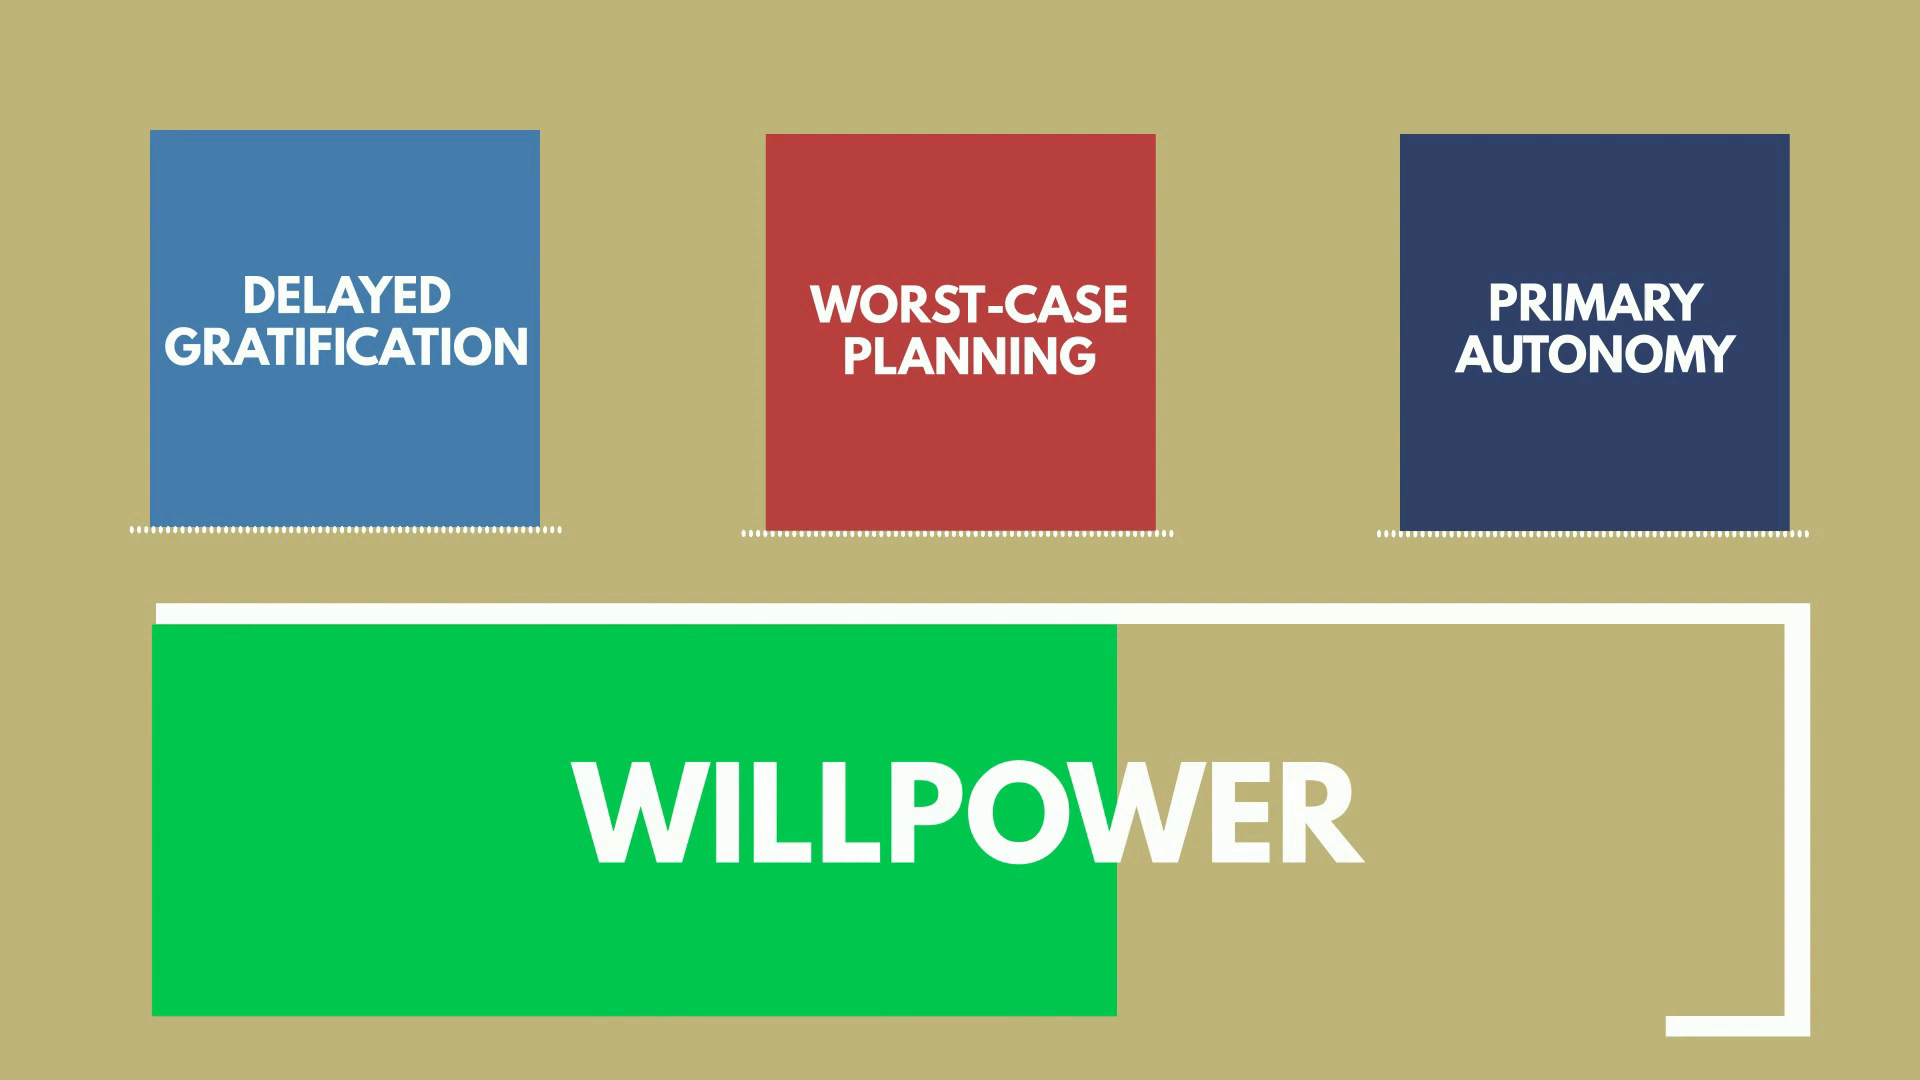 DELAYED
GRATIFICATION
WORST-CASE
PLANNING
PRIMARY
AUTONOMY
WILLPOWER